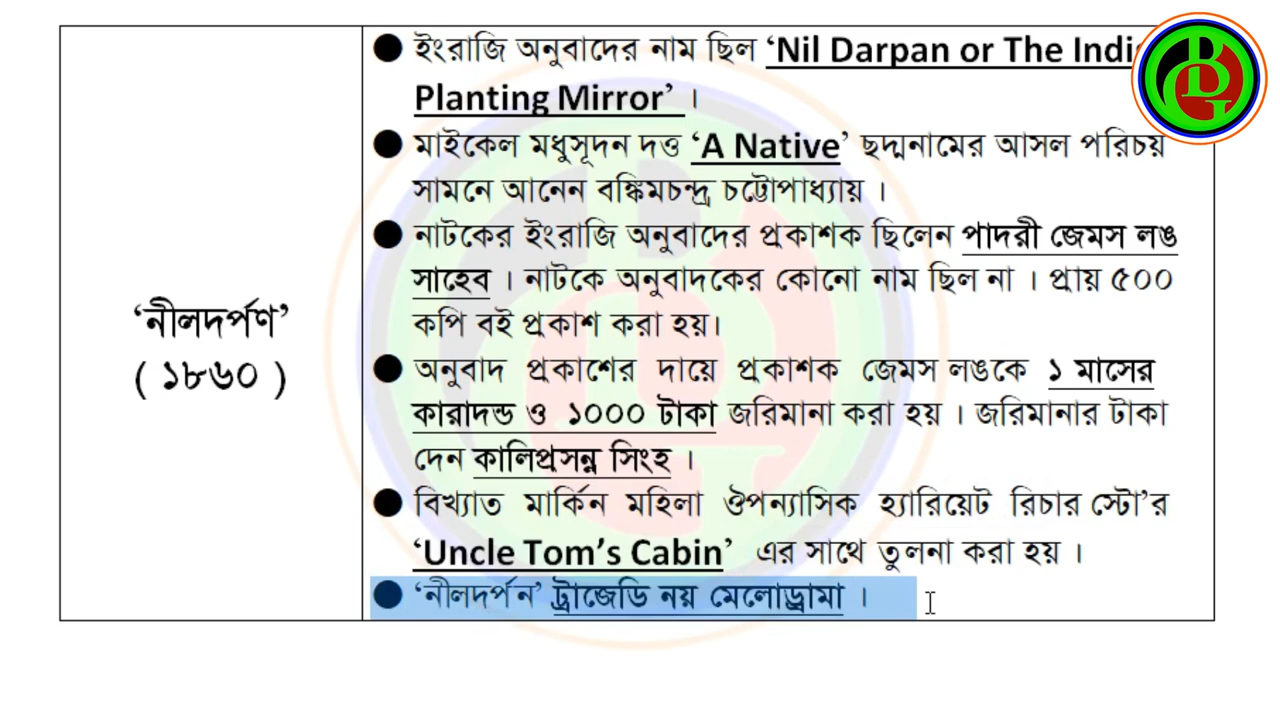 ● ইংরাজি অনুবাদের নাম ছিল ‘Nil Darpan or The
Planting Mirror’ ।
● মাইকেল মধুসূদন দত্ত ‘A Native’ ছদ্মনামের আসল পরিচয়
সামনে আনেন বঙ্কিমচন্দ্র চট্টোপাধ্যায় ।
● নাটকের ইংরাজি অনুবাদের প্রকাশক ছিলেন পাদরী জেমস লঙ
সাহেব । নাটকে অনুবাদকের কোনো নাম ছিল না । প্রায় ৫০০
কপি বই প্রকাশ করা হয়।
‘নীলদর্পণ’
( ১৮৬০ )
● অনুবাদ প্রকাশের দায়ে প্রকাশক জেমস লঙকে ১ মাসের
কারাদন্ড ও ১০০০ টাকা জরিমানা করা হয় । জরিমানার টাকা
দেন কালিপ্রসন্ন সিংহ ।
● বিখ্যাত মার্কিন মহিলা ঔপন্যাসিক হ্যারিয়েট রিচার স্টো’র
‘Uncle Tom’s Cabin’ এর সাথে তুলনা করা হয় ।
● ‘নীলদর্পন’ ট্রাজেডি নয় মেলোড্রামা ।